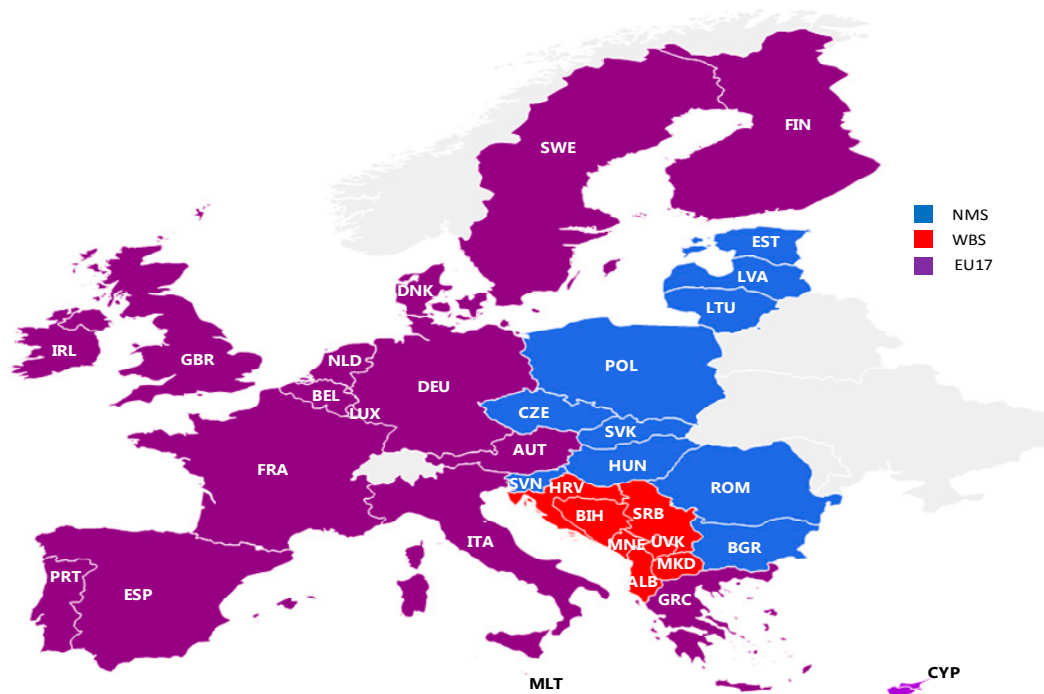 FIN
SWE
NMS
WBS
EU17
EST
LVA
LTU
DNK
IRL
GBR
NLD
DEU
POL
BEL
LUX
CZE
SVK
AUT
HUN
FRA
SVN
HRV
ROM
BIH
SRB
ITA
MNE
UVK
BGR
MKD
PRT
ESP
ALB
GRC
CYP
MLT